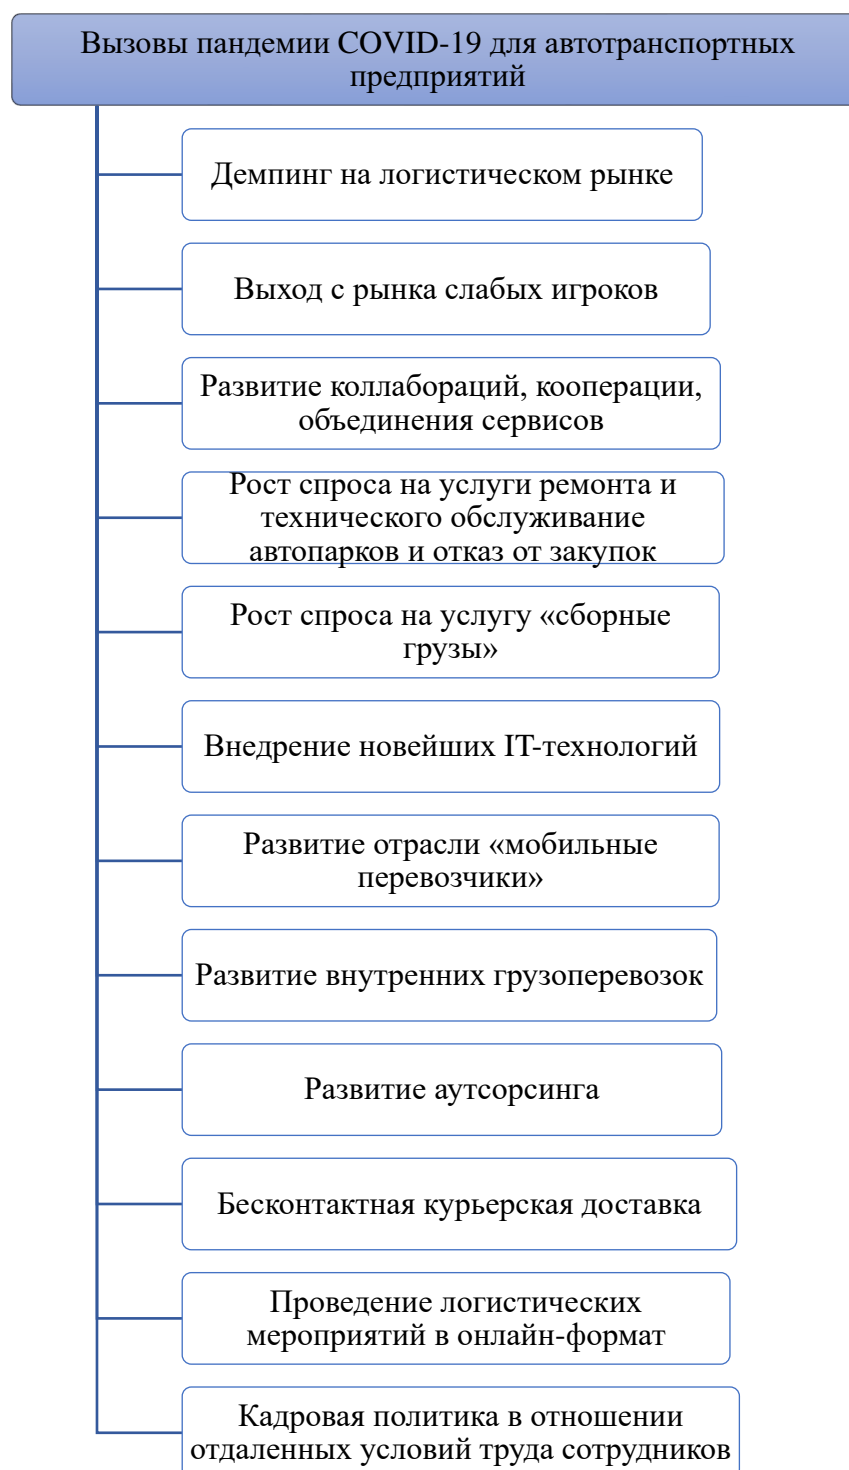 Вызовы пандемии COVID-19 для автотранспортных
предприятий
Демпинг на логистическом рынке
Выход с рынка слабых игроков
Развитие коллабораций, кооперации,
объединения сервисов
Рост спроса на услуги ремонта и
технического обслуживание
автопарков и отказ от закупок
Рост спроса на услугу «сборные
грузы»
Внедрение новейших IT-технологий
Развитие отрасли «мобильные
перевозчики»
Развитие внутренних грузоперевозок
Развитие аутсорсинга
Бесконтактная курьерская доставка
Проведение логистических
мероприятий в онлайн-формат
Кадровая политика в отношении
отдаленных условий труда сотрудников